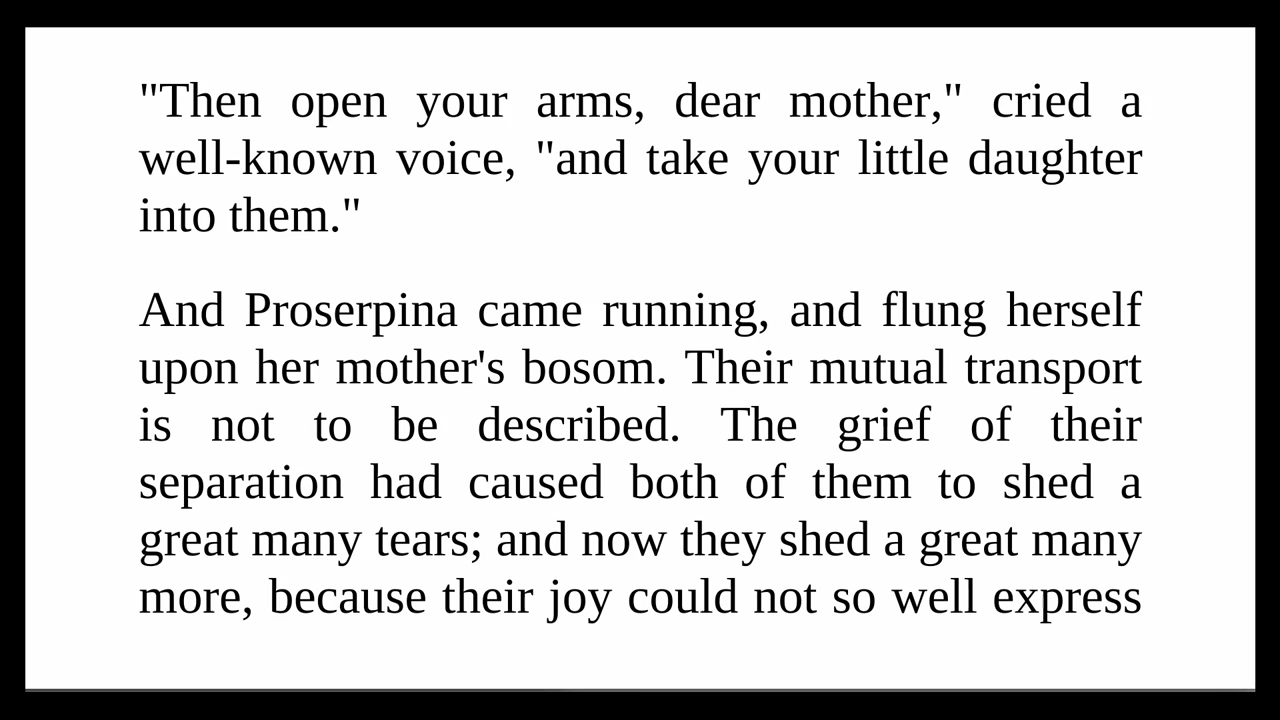 "Then open your arms, dear mother," cried a
well-known voice, "and take your little daughter
into them."
And Proserpina came running, and flung herself
upon her mother's bosom. Their mutual transport
is not to be described. The grief of their
separation had caused both of them to shed a
great many tears; and now they shed a great many
more, because their joy could not so well express